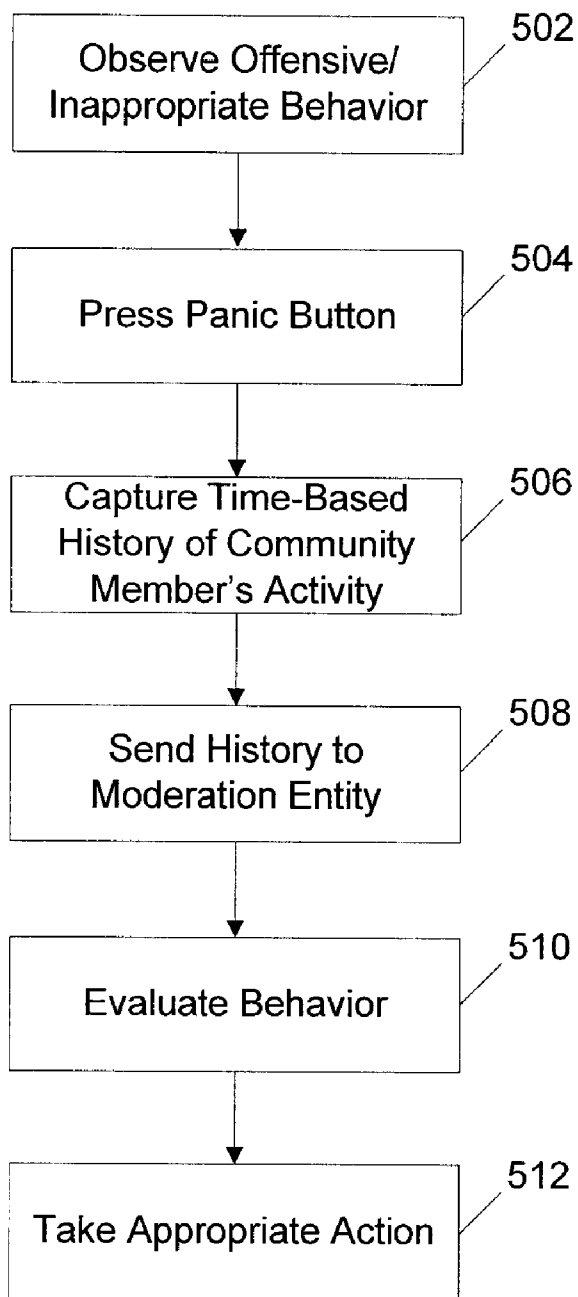 502
Observe Offensive/
Inappropriate Behavior
504
Press Panic Button
506
Capture Time-Based
History of Community
Member's Activity
508
Send History to
Moderation Entity
510
Evaluate Behavior
512
Take Appropriate Action